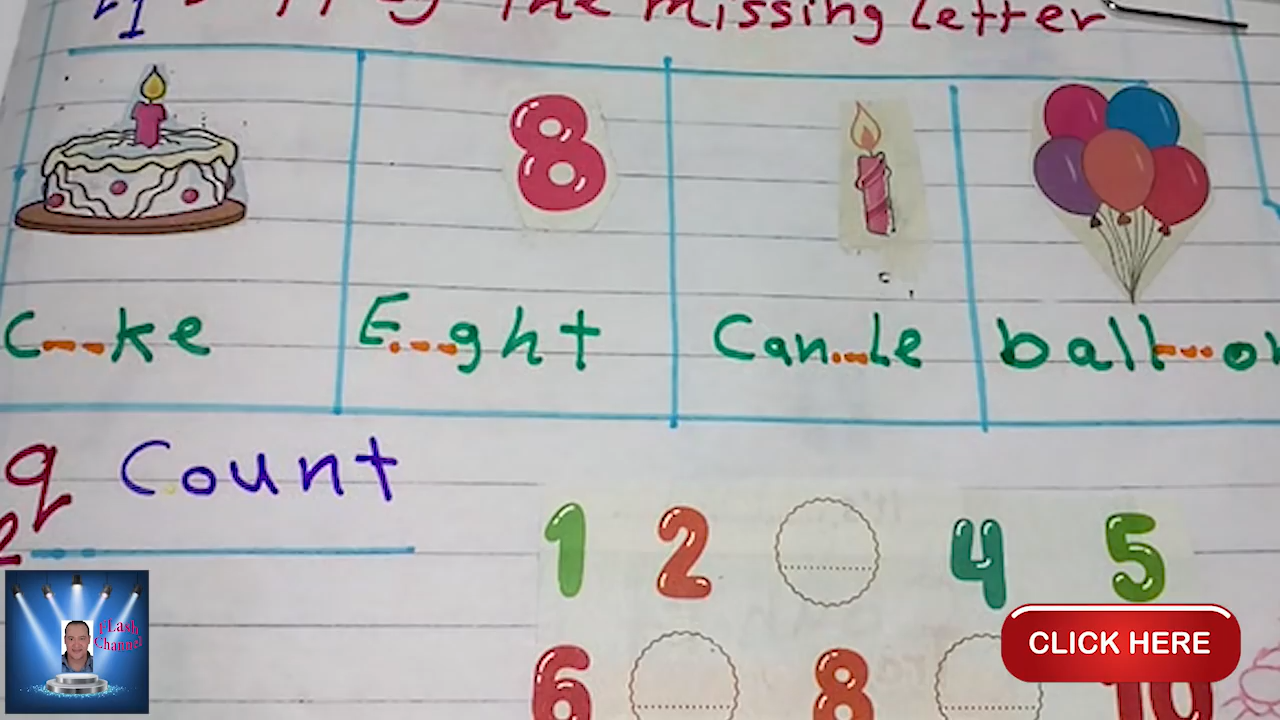 the missing letter
8
C---ke
E---ght
Can---le
ball---o
q2 Count
1 2 4 5
6 8 10
FLash
Channel
CLICK HERE